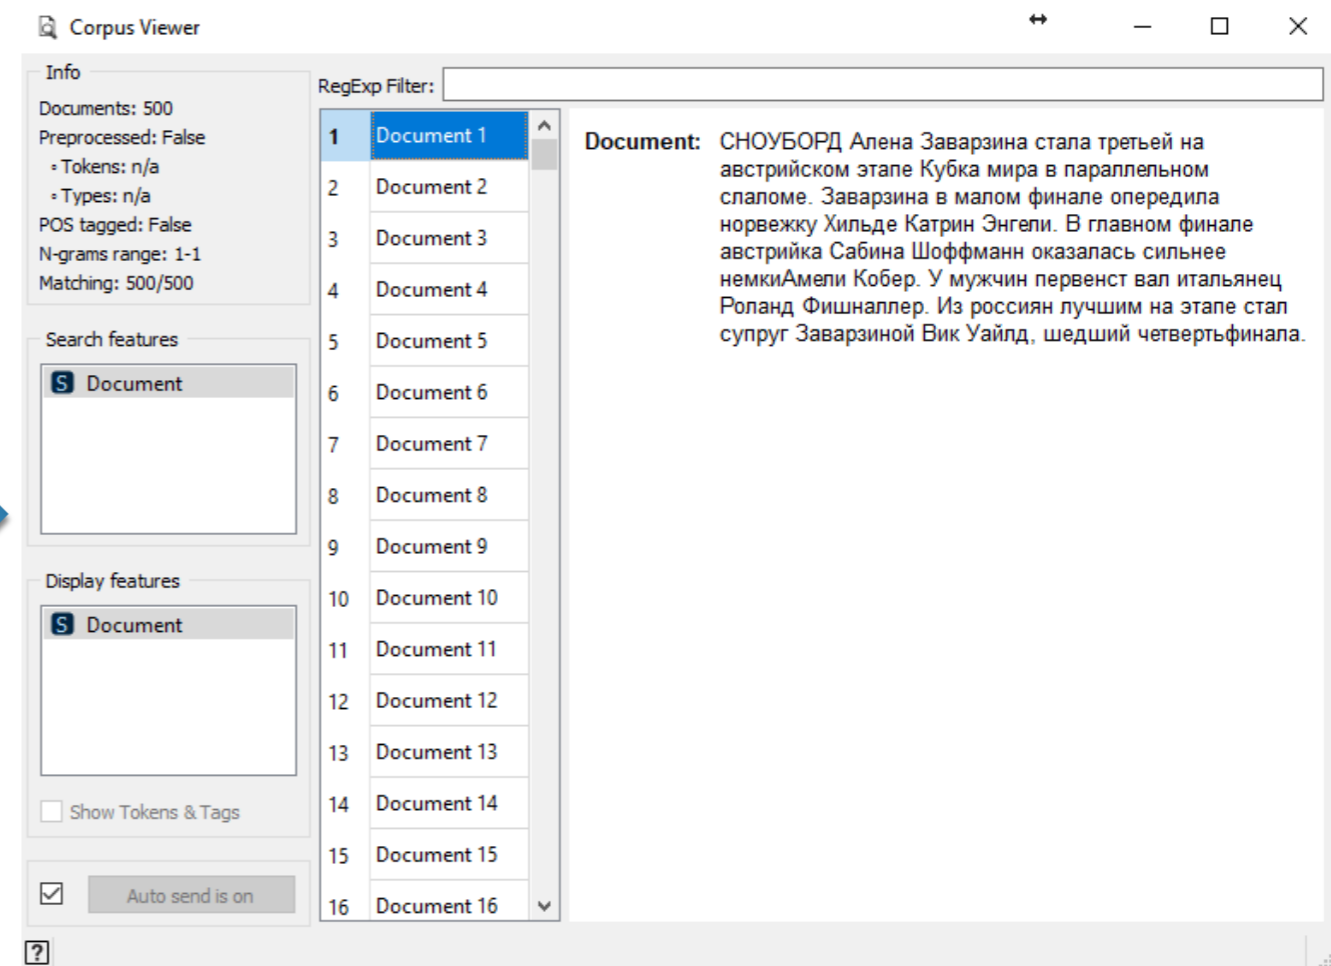 Corpus Viewer
Info
Documents: 500
Preprocessed: False
◦ Tokens: n/a
◦ Types: n/a
POS tagged: False
N-grams range: 1-1
Matching: 500/500
Search features
S Document
Display features
S Document
Show Tokens & Tags
Auto send is on
?
RegExp Filter:
1 Document 1
2 Document 2
3 Document 3
4 Document 4
5 Document 5
6 Document 6
7 Document 7
8 Document 8
9 Document 9
10 Document 10
11 Document 11
12 Document 12
13 Document 13
14 Document 14
15 Document 15
16 Document 16
Document: СНОУБОРД Алена Заварзина стала третьей на
австрийском этапе Кубка мира в параллельном
слаломе. Заварзина в малом финале опередила
норвежку Хильде Катрин Энгели. В главном финале
австрийка Сабина Шоффманн оказалась сильнее
немкиАмели Кобер. У мужчин первенст вал итальянец
Роланд Фишналлер. Из россиян лучшим на этапе стал
супруг Заварзиной Вик Уайлд, шедший четвертьфинала.